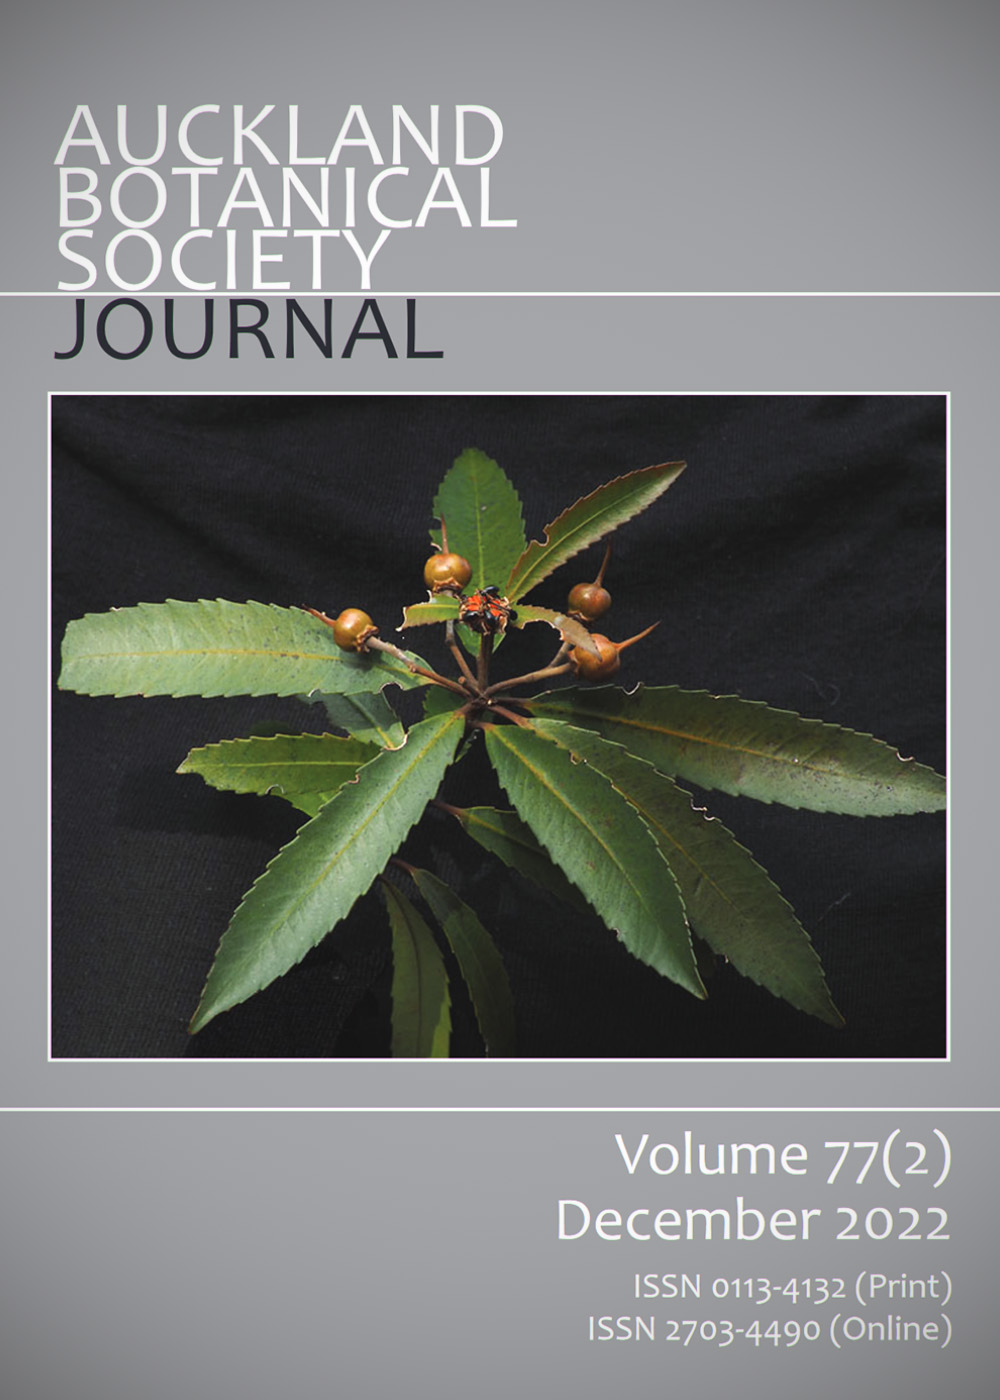 AUCKLAND
BOTANICAL
SOCIETY
JOURNAL
Volume 77(2)
December 2022
ISSN 0113-4132 (Print)
ISSN 2703-4490 (Online)